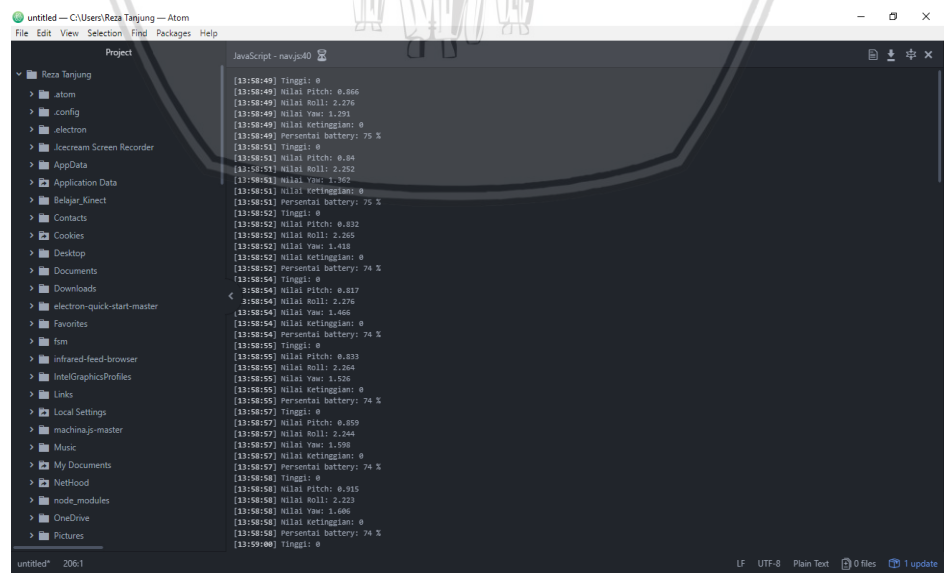 untitled — C:\Users\Reza Tanjung — Atom
File Edit View Selection Find Packages Help
Project
Reza Tanjung
.atom
.config
.electron
.Icecream Screen Recorder
AppData
Application Data
Belajar_Kinect
Contacts
Cookies
Desktop
Documents
Downloads
electron-quick-start-master
Favorites
fsm
infrared-feed-browser
IntelGraphicsProfiles
Links
Local Settings
machina.js-master
Music
My Documents
NetHood
node_modules
OneDrive
Pictures
JavaScript - nav.js:40
[13:58:49] Tinggi: 0
[13:58:49] Nilai Pitch: 0.866
[13:58:49] Nilai Roll: 2.276
[13:58:49] Nilai Yaw: 1.291
[13:58:49] Nilai Ketinggian: 0
[13:58:49] Persentai battery: 75 %
[13:58:51] Tinggi: 0
[13:58:51] Nilai Pitch: 0.84
[13:58:51] Nilai Roll: 2.252
[13:58:51] Nilai Yaw: 1.362
[13:58:51] Nilai Ketinggian: 0
[13:58:51] Persentai battery: 75 %
[13:58:52] Tinggi: 0
[13:58:52] Nilai Pitch: 0.832
[13:58:52] Nilai Roll: 2.265
[13:58:52] Nilai Yaw: 1.418
[13:58:52] Nilai Ketinggian: 0
[13:58:52] Persentai battery: 74 %
[13:58:54] Tinggi: 0
3:58:54] Nilai Pitch: 0.817
3:58:54] Nilai Roll: 2.276
[13:58:54] Nilai Yaw: 1.466
[13:58:54] Nilai Ketinggian: 0
[13:58:54] Persentai battery: 74 %
[13:58:55] Tinggi: 0
[13:58:55] Nilai Pitch: 0.833
[13:58:55] Nilai Roll: 2.264
[13:58:55] Nilai Yaw: 1.526
[13:58:55] Nilai Ketinggian: 0
[13:58:55] Persentai battery: 74 %
[13:58:57] Tinggi: 0
[13:58:57] Nilai Pitch: 0.859
[13:58:57] Nilai Roll: 2.244
[13:58:57] Nilai Yaw: 1.598
[13:58:57] Nilai Ketinggian: 0
[13:58:57] Persentai battery: 74 %
[13:58:58] Tinggi: 0
[13:58:58] Nilai Pitch: 0.915
[13:58:58] Nilai Roll: 2.223
[13:58:58] Nilai Yaw: 1.606
[13:58:58] Nilai Ketinggian: 0
[13:58:58] Persentai battery: 74 %
[13:59:00] Tinggi: 0
untitled* 206:1 LF UTF-8 Plain Text 0 files 1 update